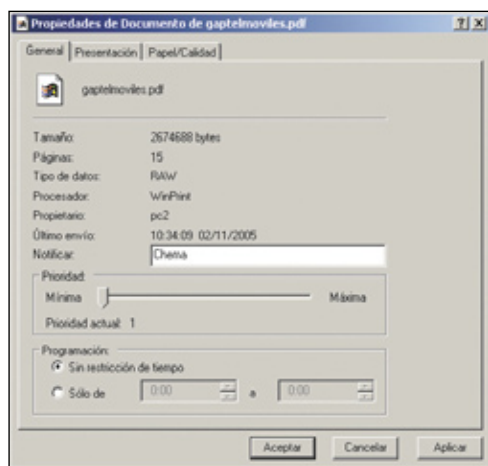 Propiedades de Documento de gaptelmoviles.pdf
General Presentación Papel/Calidad
gaptelmoviles.pdf
Tamaño: 2674688 bytes
Páginas: 15
Tipo de datos: RAW
Procesador: WinPrint
Propietario: pc2
Último envío: 10:34:09 02/11/2005
Notificar: Chema
Prioridad:
Mínima Máxima
Prioridad actual: 1
Programación:
Sin restricción de tiempo
Sólo de 0:00 a 0:00
Aceptar Cancelar Aplicar